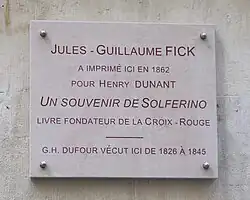 JULES - GUILLAUME FICK
A IMPRIMÉ ICI EN 1862
POUR HENRY DUNANT
UN SOUVENIR DE SOLFERINO
LIVRE FONDATEUR DE LA CROIX - ROUGE
G.H. DUFOUR VÉCUT ICI DE 1826 À 1845